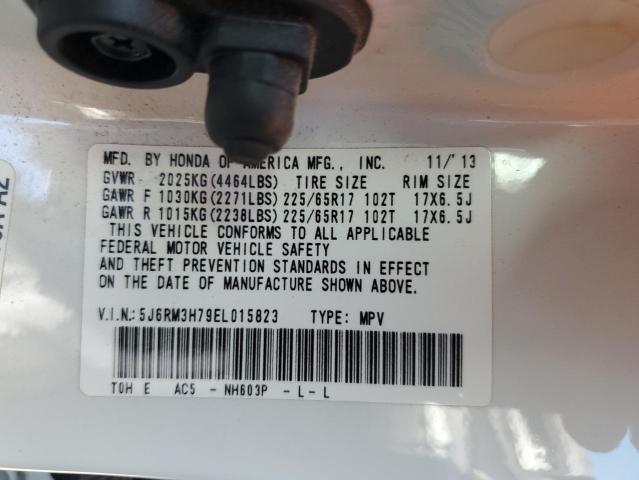 MFD. BY HONDA OF AMERICA MFG., INC. 11/'13
GVWR 2025KG(4464LBS) TIRE SIZE RIM SIZE
GAWR F 1030KG(2271LBS) 225/65R17 102T 17X6.5J
GAWR R 1015KG(2238LBS) 225/65R17 102T 17X6.5J
THIS VEHICLE CONFORMS TO ALL APPLICABLE
FEDERAL MOTOR VEHICLE SAFETY
AND THEFT PREVENTION STANDARDS IN EFFECT
ON THE DATE OF MANUFACTURE SHOWN ABOVE.
V.I.N.: 5J6RM3H79EL015823 TYPE: MPV
TOH E AC5 - NH603P - L - L